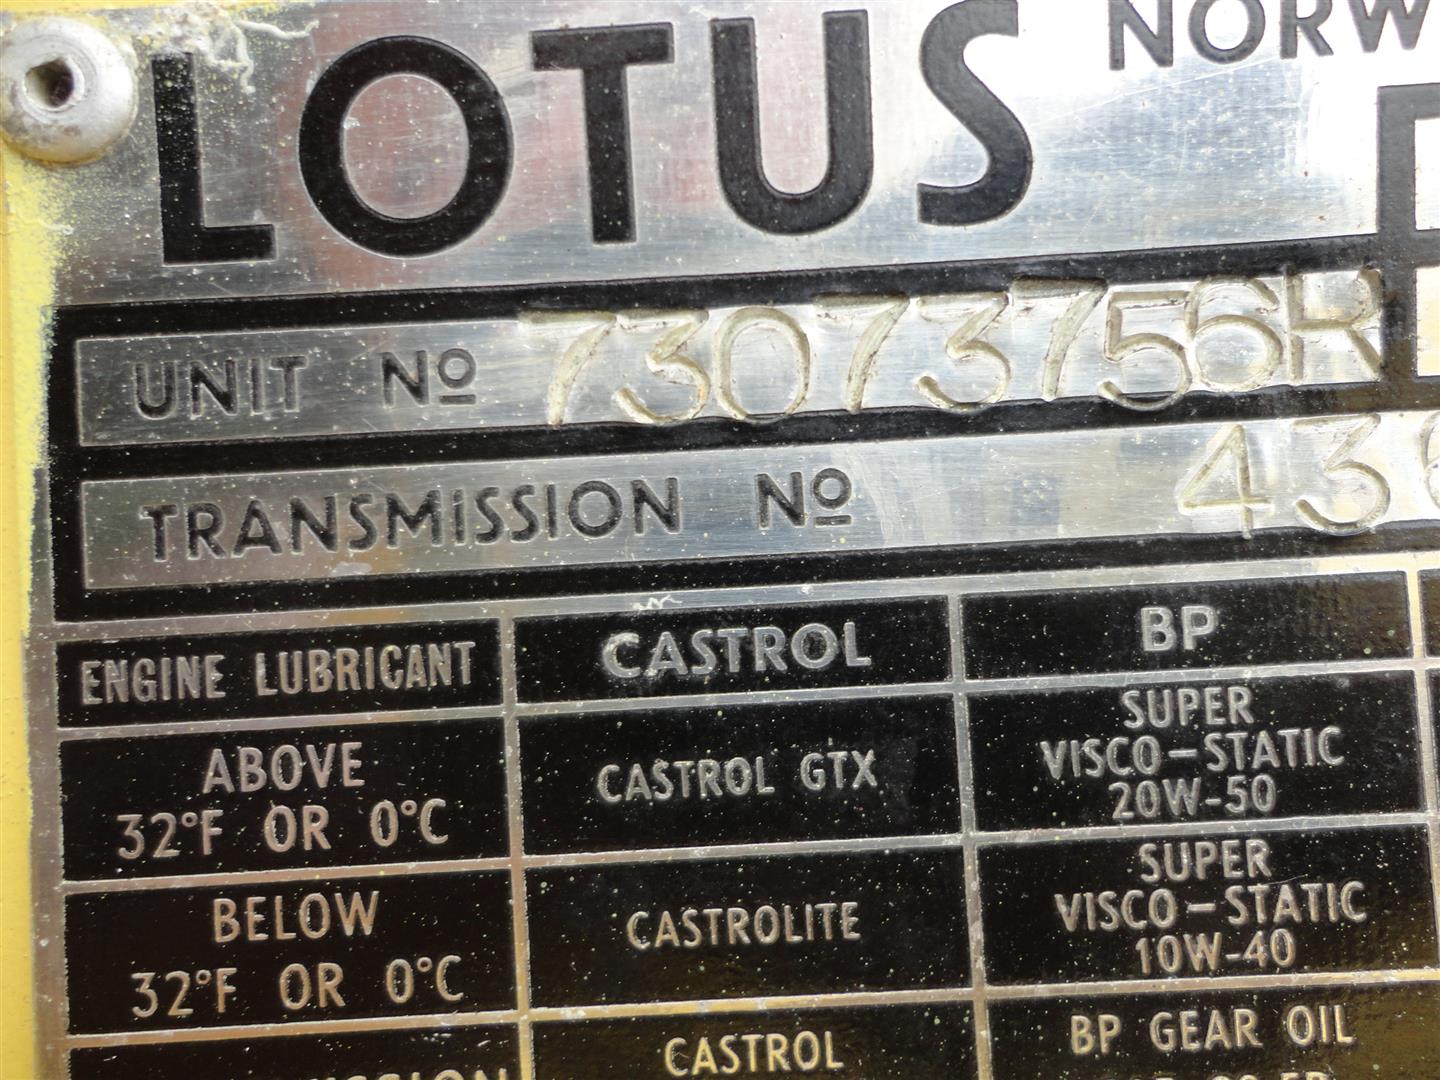 LOTUS NORW
UNIT No 73073756R
TRANSMISSION No 436
ENGINE LUBRICANT CASTROL BP
ABOVE
32°F OR 0°C
CASTROL GTX
SUPER
VISCO-STATIC
20W-50
BELOW
32°F OR 0°C
CASTROLITE
SUPER
VISCO-STATIC
10W-40
CASTROL
BP GEAR OIL